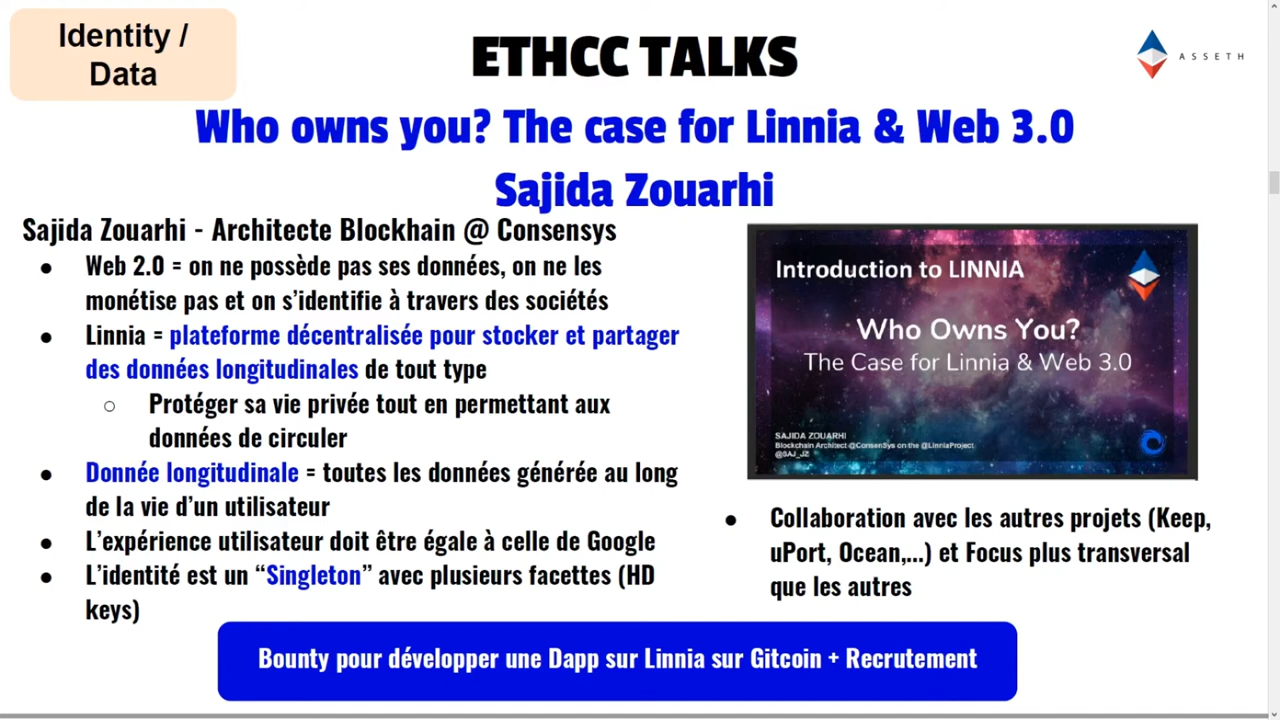 Identity /
Data
ETHCC TALKS
ASSETH
Who owns you? The case for Linnia & Web 3.0
Sajida Zouarhi
Sajida Zouarhi - Architecte Blockhain @ Consensys
● Web 2.0 = on ne possède pas ses données, on ne les
monétise pas et on s’identifie à travers des sociétés
● Linnia = plateforme décentralisée pour stocker et partager
des données longitudinales de tout type
○ Protéger sa vie privée tout en permettant aux
données de circuler
● Donnée longitudinale = toutes les données générée au long
de la vie d’un utilisateur
● L’expérience utilisateur doit être égale à celle de Google
● L’identité est un “Singleton” avec plusieurs facettes (HD
keys)
Introduction to LINNIA
Who Owns You?
The Case for Linnia & Web 3.0
SAJIDA ZOUARHI
Blockchain Architect @ConsenSys on the @LinniaProject
@SAJ_JZ
● Collaboration avec les autres projets (Keep,
uPort, Ocean,...) et Focus plus transversal
que les autres
Bounty pour développer une Dapp sur Linnia sur Gitcoin + Recrutement